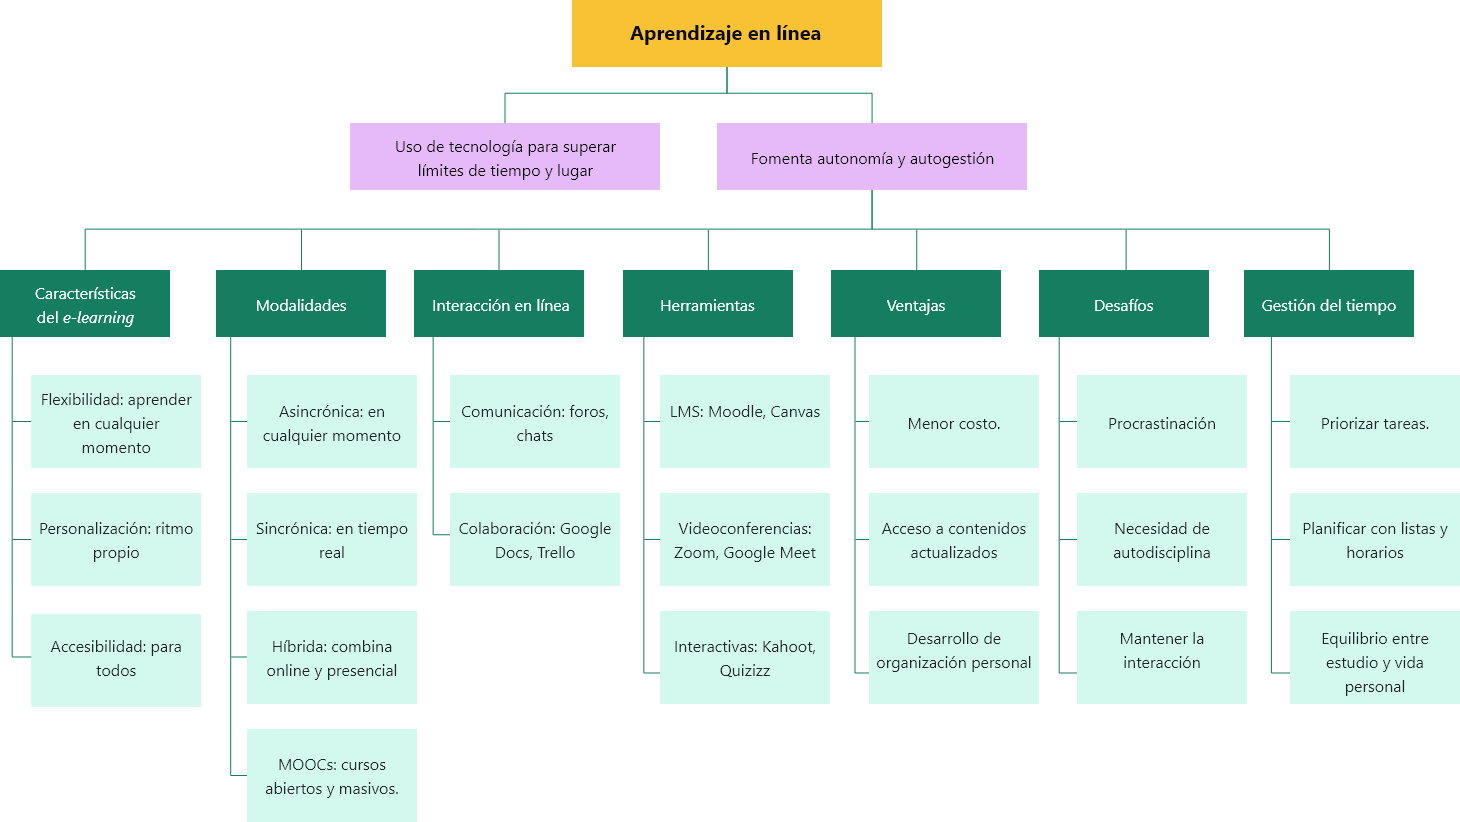 Aprendizaje en línea
Uso de tecnología para superar
límites de tiempo y lugar
Fomenta autonomía y autogestión
Características
del e-learning
Modalidades
Interacción en línea
Herramientas
Ventajas
Desafíos
Gestión del tiempo
Flexibilidad: aprender
en cualquier
momento
Personalización: ritmo
propio
Accesibilidad: para
todos
Asincrónica: en
cualquier momento
Sincrónica: en tiempo
real
Híbrida: combina
online y presencial
MOOCs: cursos
abiertos y masivos.
Comunicación: foros,
chats
Colaboración: Google
Docs, Trello
LMS: Moodle, Canvas
Videoconferencias:
Zoom, Google Meet
Interactivas: Kahoot,
Quizizz
Menor costo.
Acceso a contenidos
actualizados
Desarrollo de
organización personal
Procrastinación
Necesidad de
autodisciplina
Mantener la
interacción
Priorizar tareas.
Planificar con listas y
horarios
Equilibrio entre
estudio y vida
personal